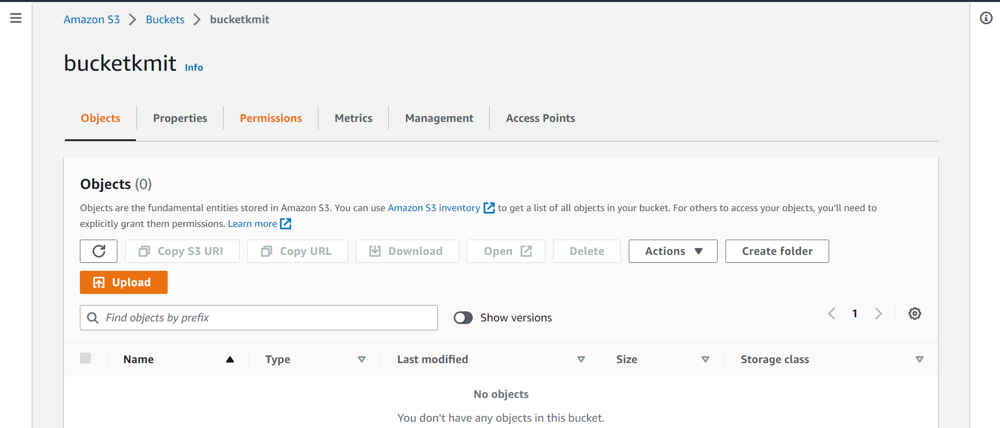 Amazon S3 > Buckets > bucketkmit
bucketkmit Info
Objects Properties Permissions Metrics Management Access Points
Objects (0)
Objects are the fundamental entities stored in Amazon S3. You can use Amazon S3 inventory to get a list of all objects in your bucket. For others to access your objects, you’ll need to
explicitly grant them permissions. Learn more
Copy S3 URI Copy URL Download Open Delete Actions Create folder
Upload
Find objects by prefix Show versions 1
Name Type Last modified Size Storage class
No objects
You don't have any objects in this bucket.